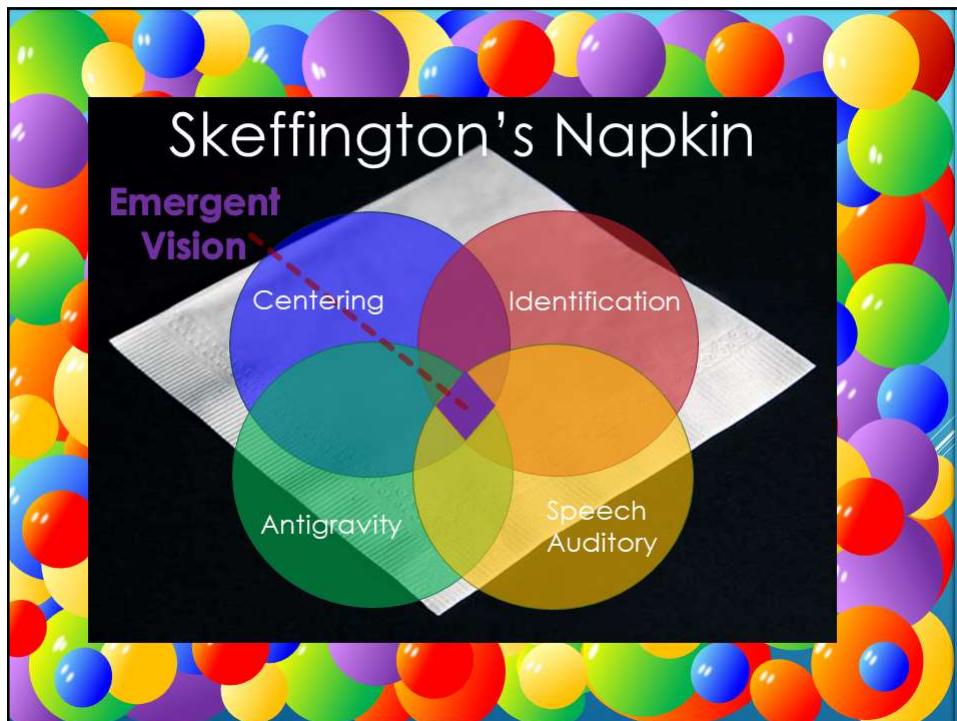 Skeffington's Napkin
Emergent
Vision
Centering
Identification
Antigravity
Speech
Auditory